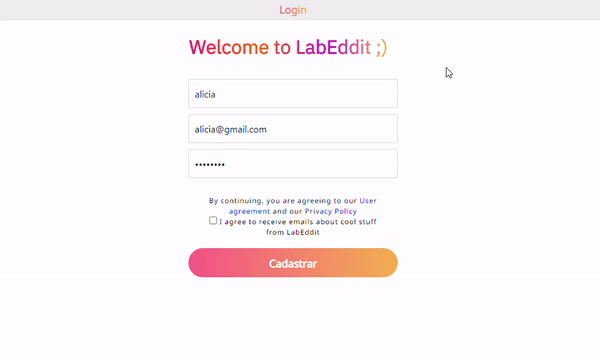 Login
Welcome to LabEddit ;)
alicia
alicia@gmail.com
••••••••
By continuing, you are agreeing to our User
agreement and our Privacy Policy
I agree to receive emails about cool stuff
from LabEddit
Cadastrar